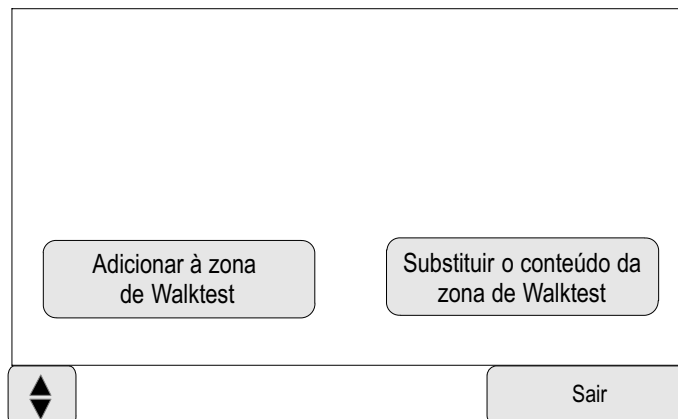 Adicionar à zona
de Walktest
Substituir o conteúdo da
zona de Walktest
Sair